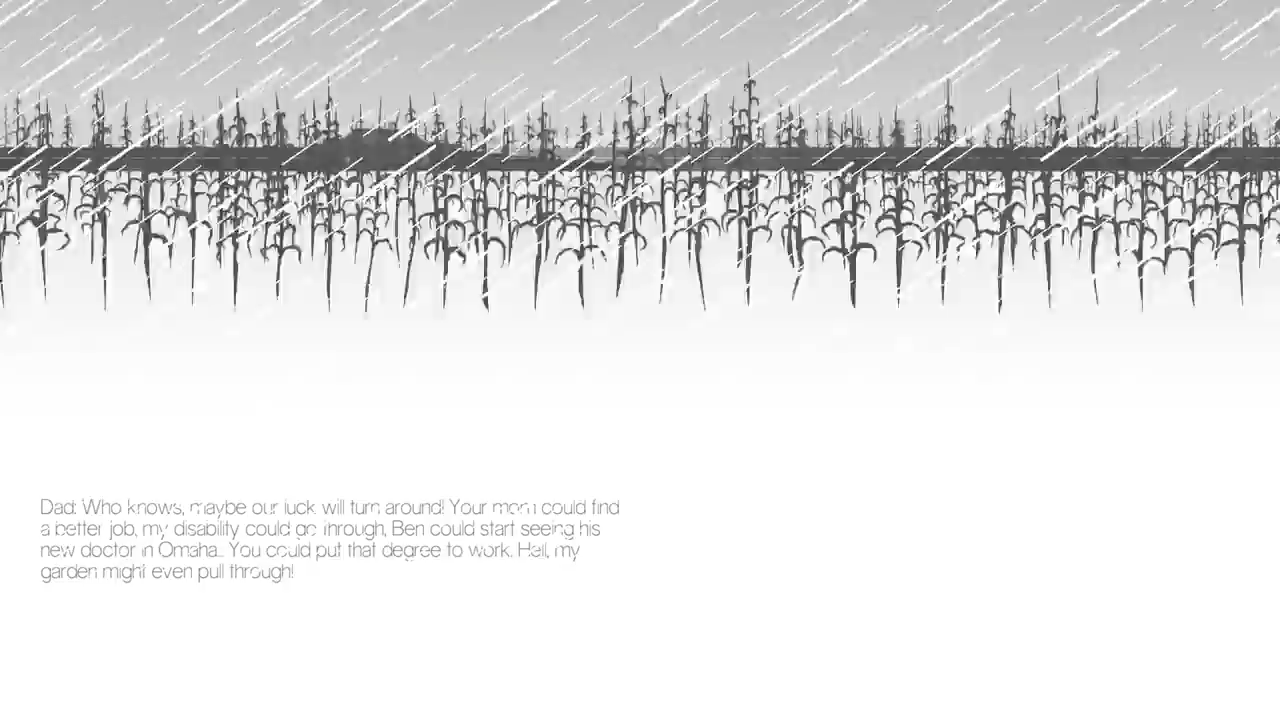 Dad: Who knows, maybe our luck will turn around! Your mom could find
a better job, my disability could go through, Ben could start seeing his
new doctor in Omaha.. You could put that degree to work. Hell, my
garden might even pull through!